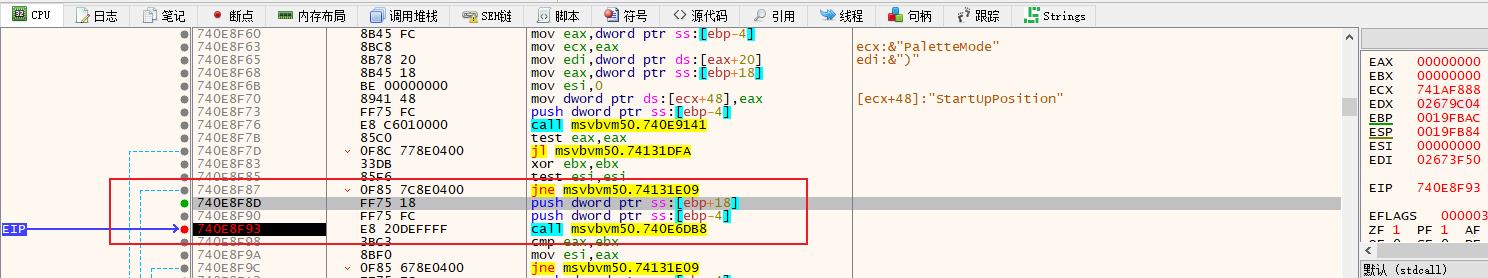 CPU 日志 笔记 断点 内存布局 调用堆栈 SEH链 脚本 符号 源代码 引用 线程 句柄 跟踪 Strings
740E8F60 8B45 FC mov eax,dword ptr ss:[ebp-4]
740E8F63 8BC8 mov ecx,eax ecx:&"PaletteMode"
740E8F65 8B78 20 mov edi,dword ptr ds:[eax+20] edi:&")"
740E8F68 8B45 18 mov eax,dword ptr ss:[ebp+18]
740E8F6B BE 00000000 mov esi,0
740E8F70 8941 48 mov dword ptr ds:[ecx+48],eax [ecx+48]:"StartUpPosition"
740E8F73 FF75 FC push dword ptr ss:[ebp-4]
740E8F76 E8 C6010000 call msvbvm50.740E9141
740E8F7B 85C0 test eax,eax
740E8F7D 0F8C 778E0400 jl msvbvm50.74131DFA
740E8F83 33DB xor ebx,ebx
740E8F85 85F6 test esi,esi
740E8F87 0F85 7C8E0400 jne msvbvm50.74131E09
740E8F8D FF75 18 push dword ptr ss:[ebp+18]
740E8F90 FF75 FC push dword ptr ss:[ebp-4]
EIP 740E8F93 E8 20DEFFFF call msvbvm50.740E6DB8
740E8F98 3BC3 cmp eax,ebx
740E8F9A 8BF0 mov esi,eax
740E8F9C 0F85 678E0400 jne msvbvm50.74131E09
EAX 00000000
EBX 00000000
ECX 741AF888
EDX 02679C04
EBP 0019FBAC
ESP 0019FB84
ESI 00000000
EDI 02673F50
EIP 740E8F93
EFLAGS 000003
ZF 1 PF 1 AF
默认 (stdcall)